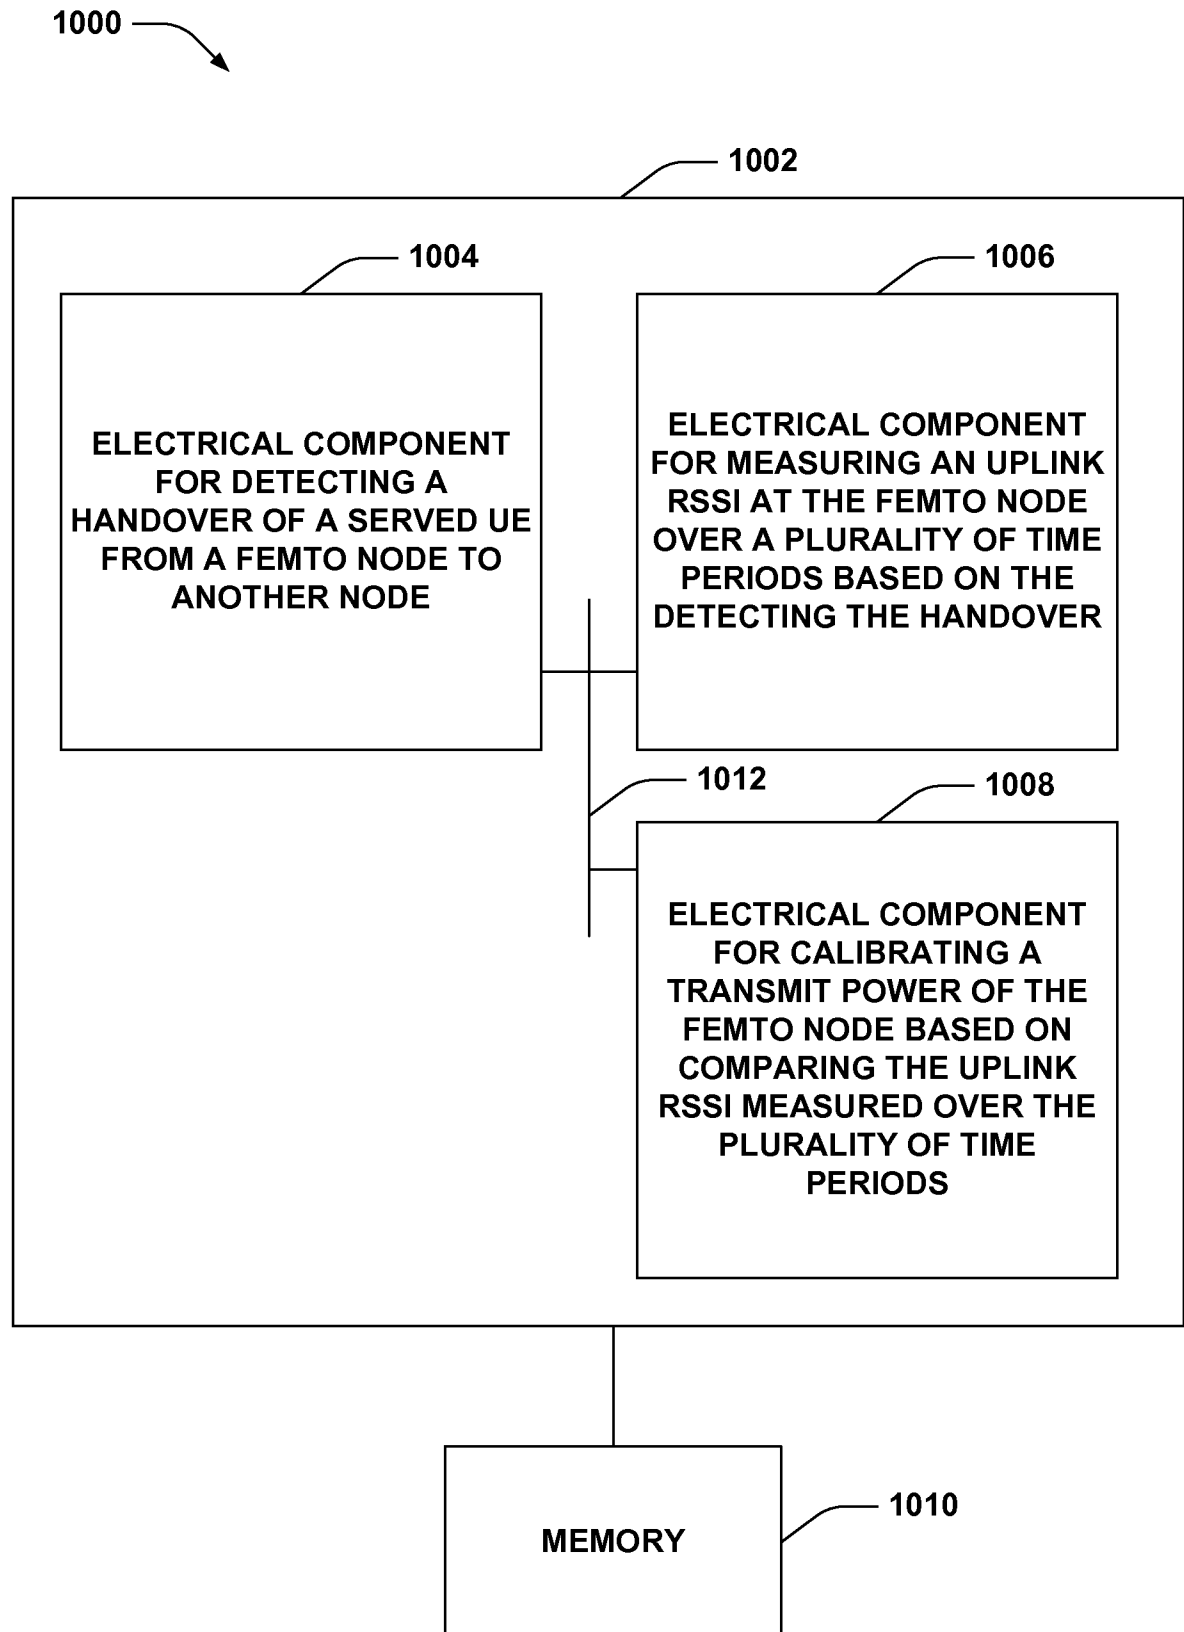 1000
1002
1004
ELECTRICAL COMPONENT
FOR DETECTING A
HANDOVER OF A SERVED UE
FROM A FEMTO NODE TO
ANOTHER NODE
1006
ELECTRICAL COMPONENT
FOR MEASURING AN UPLINK
RSSI AT THE FEMTO NODE
OVER A PLURALITY OF TIME
PERIODS BASED ON THE
DETECTING THE HANDOVER
1012
1008
ELECTRICAL COMPONENT
FOR CALIBRATING A
TRANSMIT POWER OF THE
FEMTO NODE BASED ON
COMPARING THE UPLINK
RSSI MEASURED OVER THE
PLURALITY OF TIME
PERIODS
MEMORY
1010